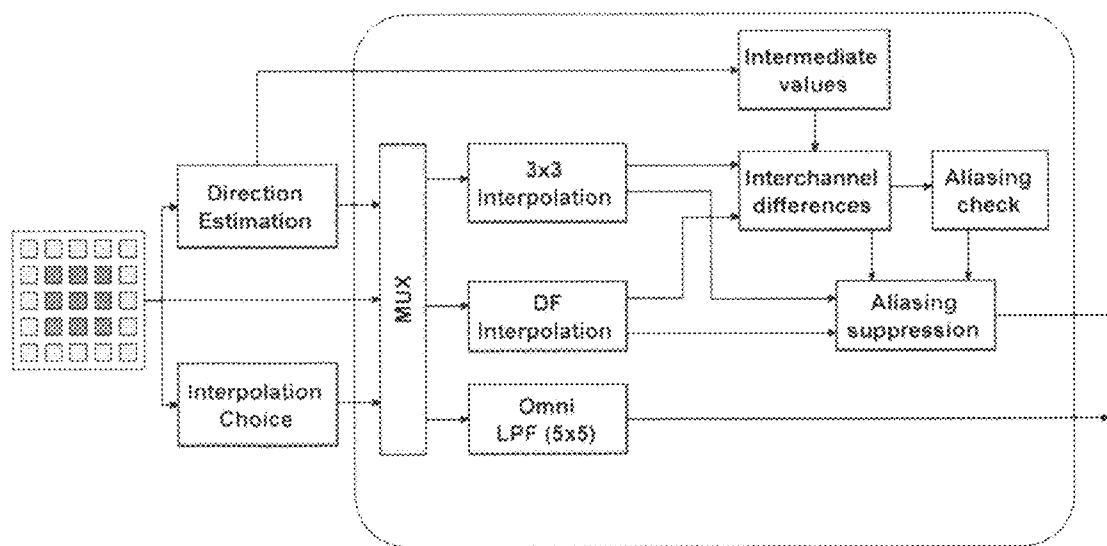 Intermediate
values
Direction
Estimation
3x3
interpolation
Interchannel
differences
Aliasing
check
MUX
DF
interpolation
Aliasing
suppression
Interpolation
Choice
Omni
LPF (5x5)